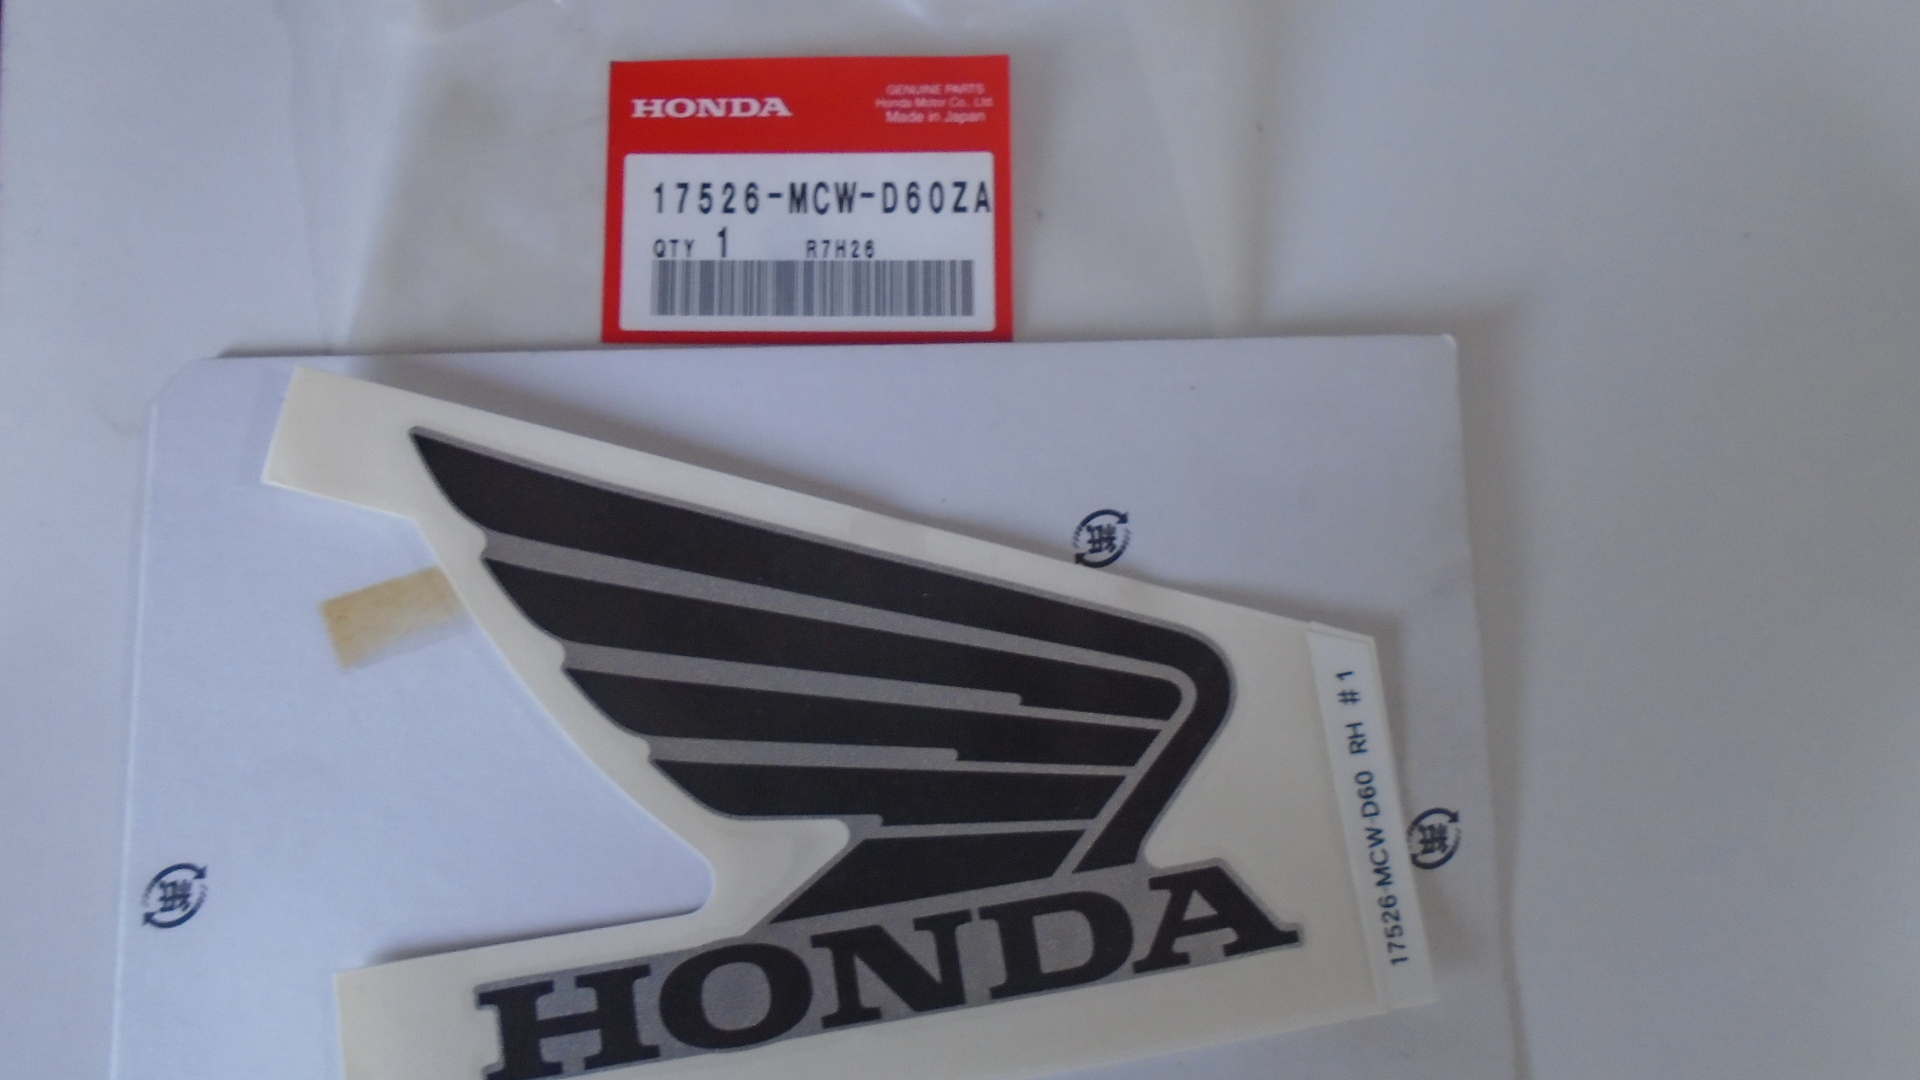 HONDA
GENUINE PARTS
Honda Motor Co., Ltd.
Made in Japan
17526-MCW-D60ZA
QTY 1 R7H26
17526-MCW-D60 RH #1
HONDA